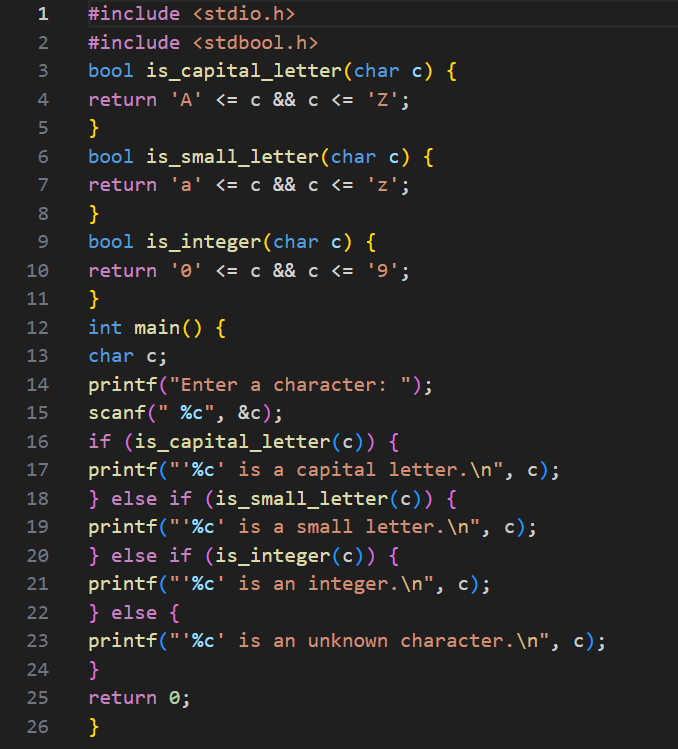 1 #include <stdio.h>
2 #include <stdbool.h>
3 bool is_capital_letter(char c) {
4 return 'A' <= c && c <= 'Z';
5 }
6 bool is_small_letter(char c) {
7 return 'a' <= c && c <= 'z';
8 }
9 bool is_integer(char c) {
10 return '0' <= c && c <= '9';
11 }
12 int main() {
13 char c;
14 printf("Enter a character: ");
15 scanf(" %c", &c);
16 if (is_capital_letter(c)) {
17 printf("'%c' is a capital letter.\n", c);
18 } else if (is_small_letter(c)) {
19 printf("'%c' is a small letter.\n", c);
20 } else if (is_integer(c)) {
21 printf("'%c' is an integer.\n", c);
22 } else {
23 printf("'%c' is an unknown character.\n", c);
24 }
25 return 0;
26 }